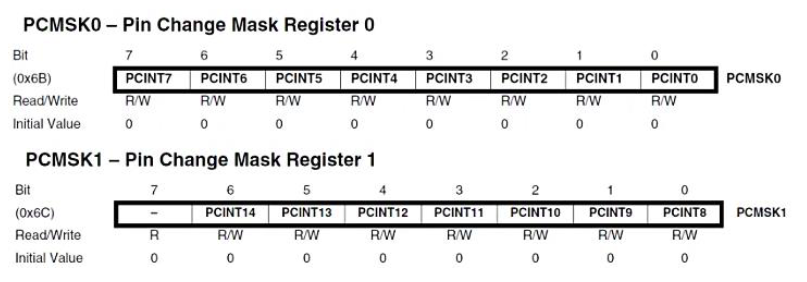 PCMSK0 – Pin Change Mask Register 0
Bit 7 6 5 4 3 2 1 0
(0x6B) PCINT7 PCINT6 PCINT5 PCINT4 PCINT3 PCINT2 PCINT1 PCINT0 PCMSK0
Read/Write R/W R/W R/W R/W R/W R/W R/W R/W
Initial Value 0 0 0 0 0 0 0 0
PCMSK1 – Pin Change Mask Register 1
Bit 7 6 5 4 3 2 1 0
(0x6C) – PCINT14 PCINT13 PCINT12 PCINT11 PCINT10 PCINT9 PCINT8 PCMSK1
Read/Write R R/W R/W R/W R/W R/W R/W R/W
Initial Value 0 0 0 0 0 0 0 0